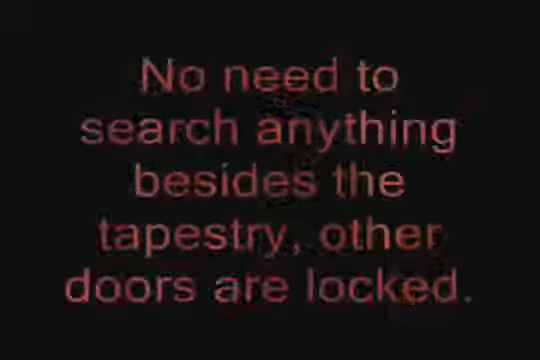 No need to
search anything
besides the
tapestry, other
doors are locked.